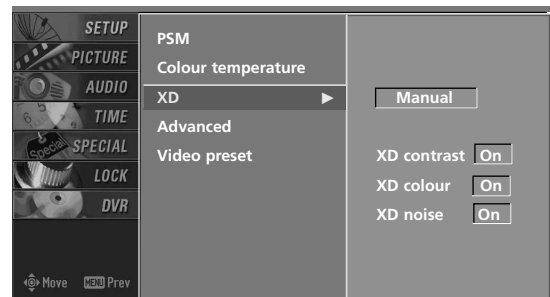 SETUP
PICTURE
AUDIO
TIME
SPECIAL
LOCK
DVR
Move MENU Prev
PSM
Colour temperature
XD ►
Advanced
Video preset
Manual
XD contrast On
XD colour On
XD noise On